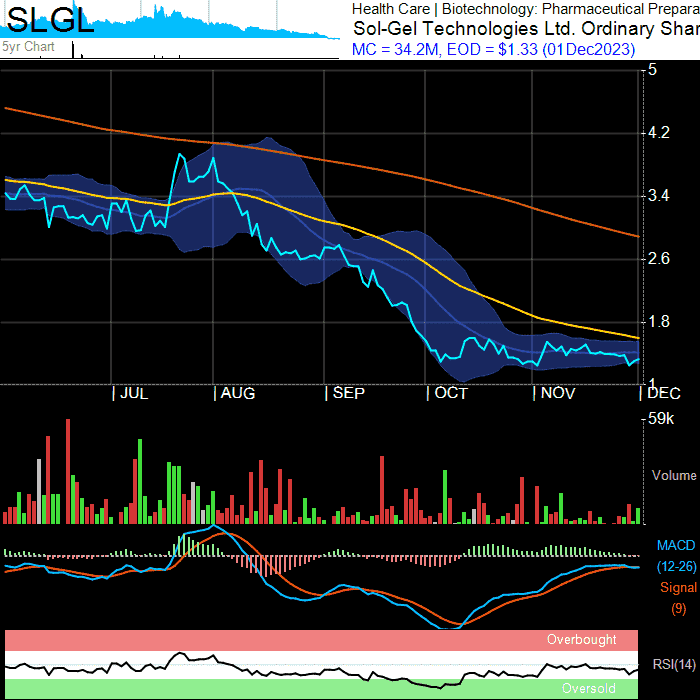 SLGL
5yr Chart
Health Care | Biotechnology: Pharmaceutical Prepara
Sol-Gel Technologies Ltd. Ordinary Shar
MC = 34.2M, EOD = $1.33 (01Dec2023)
5
4.2
3.4
2.6
1.8
1
JUL AUG SEP OCT NOV DEC
59k
Volume
MACD
(12-26)
Signal
(9)
Overbought
RSI(14)
Oversold